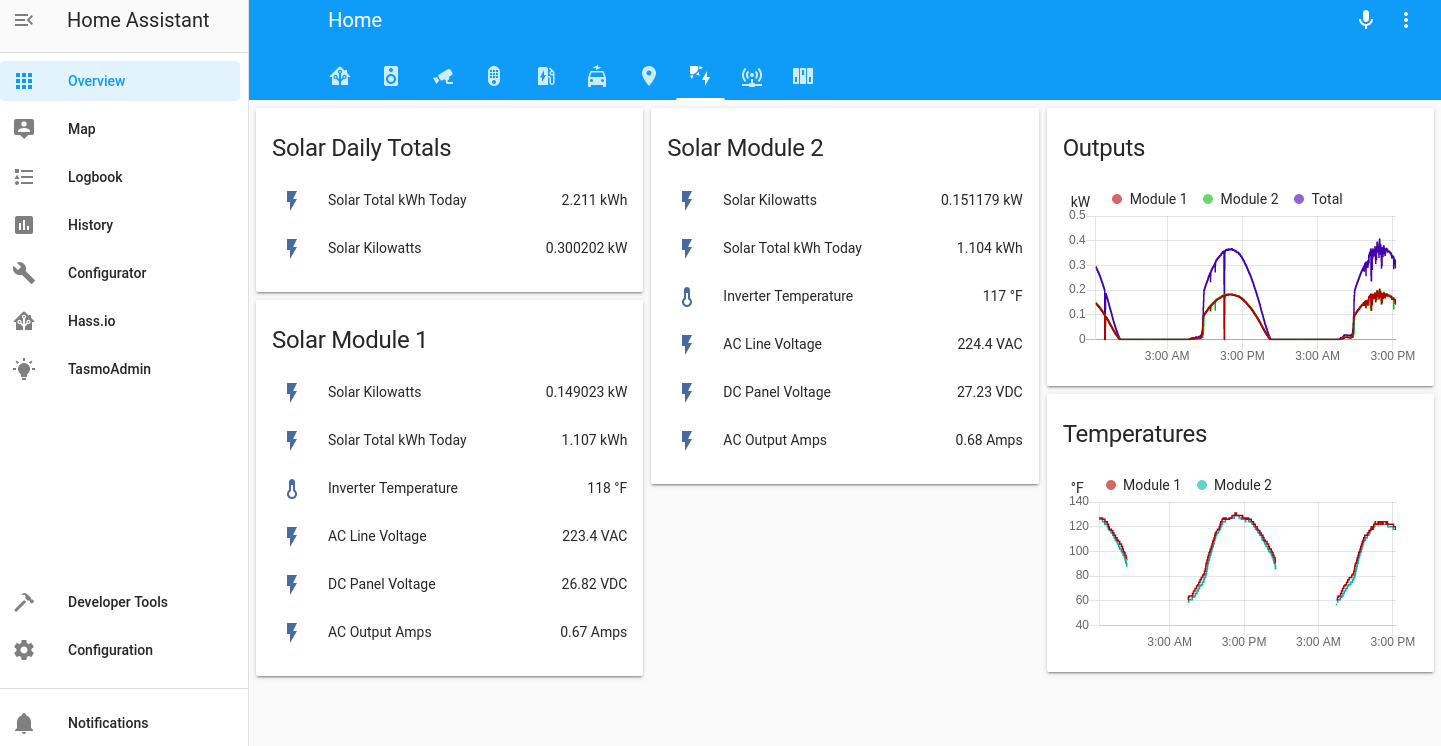 Home Assistant
Overview
Map
Logbook
History
Configurator
Hass.io
TasmoAdmin
Developer Tools
Configuration
Notifications
Home
Solar Daily Totals
Solar Total kWh Today 2.211 kWh
Solar Kilowatts 0.300202 kW
Solar Module 1
Solar Kilowatts 0.149023 kW
Solar Total kWh Today 1.107 kWh
Inverter Temperature 118 °F
AC Line Voltage 223.4 VAC
DC Panel Voltage 26.82 VDC
AC Output Amps 0.67 Amps
Solar Module 2
Solar Kilowatts 0.151179 kW
Solar Total kWh Today 1.104 kWh
Inverter Temperature 117 °F
AC Line Voltage 224.4 VAC
DC Panel Voltage 27.23 VDC
AC Output Amps 0.68 Amps
Outputs
kW Module 1 Module 2 Total
0.5
0.4
0.3
0.2
0.1
0
3:00 AM 3:00 PM 3:00 AM 3:00 PM
Temperatures
°F Module 1 Module 2
140
120
100
80
60
40
3:00 AM 3:00 PM 3:00 AM 3:00 PM